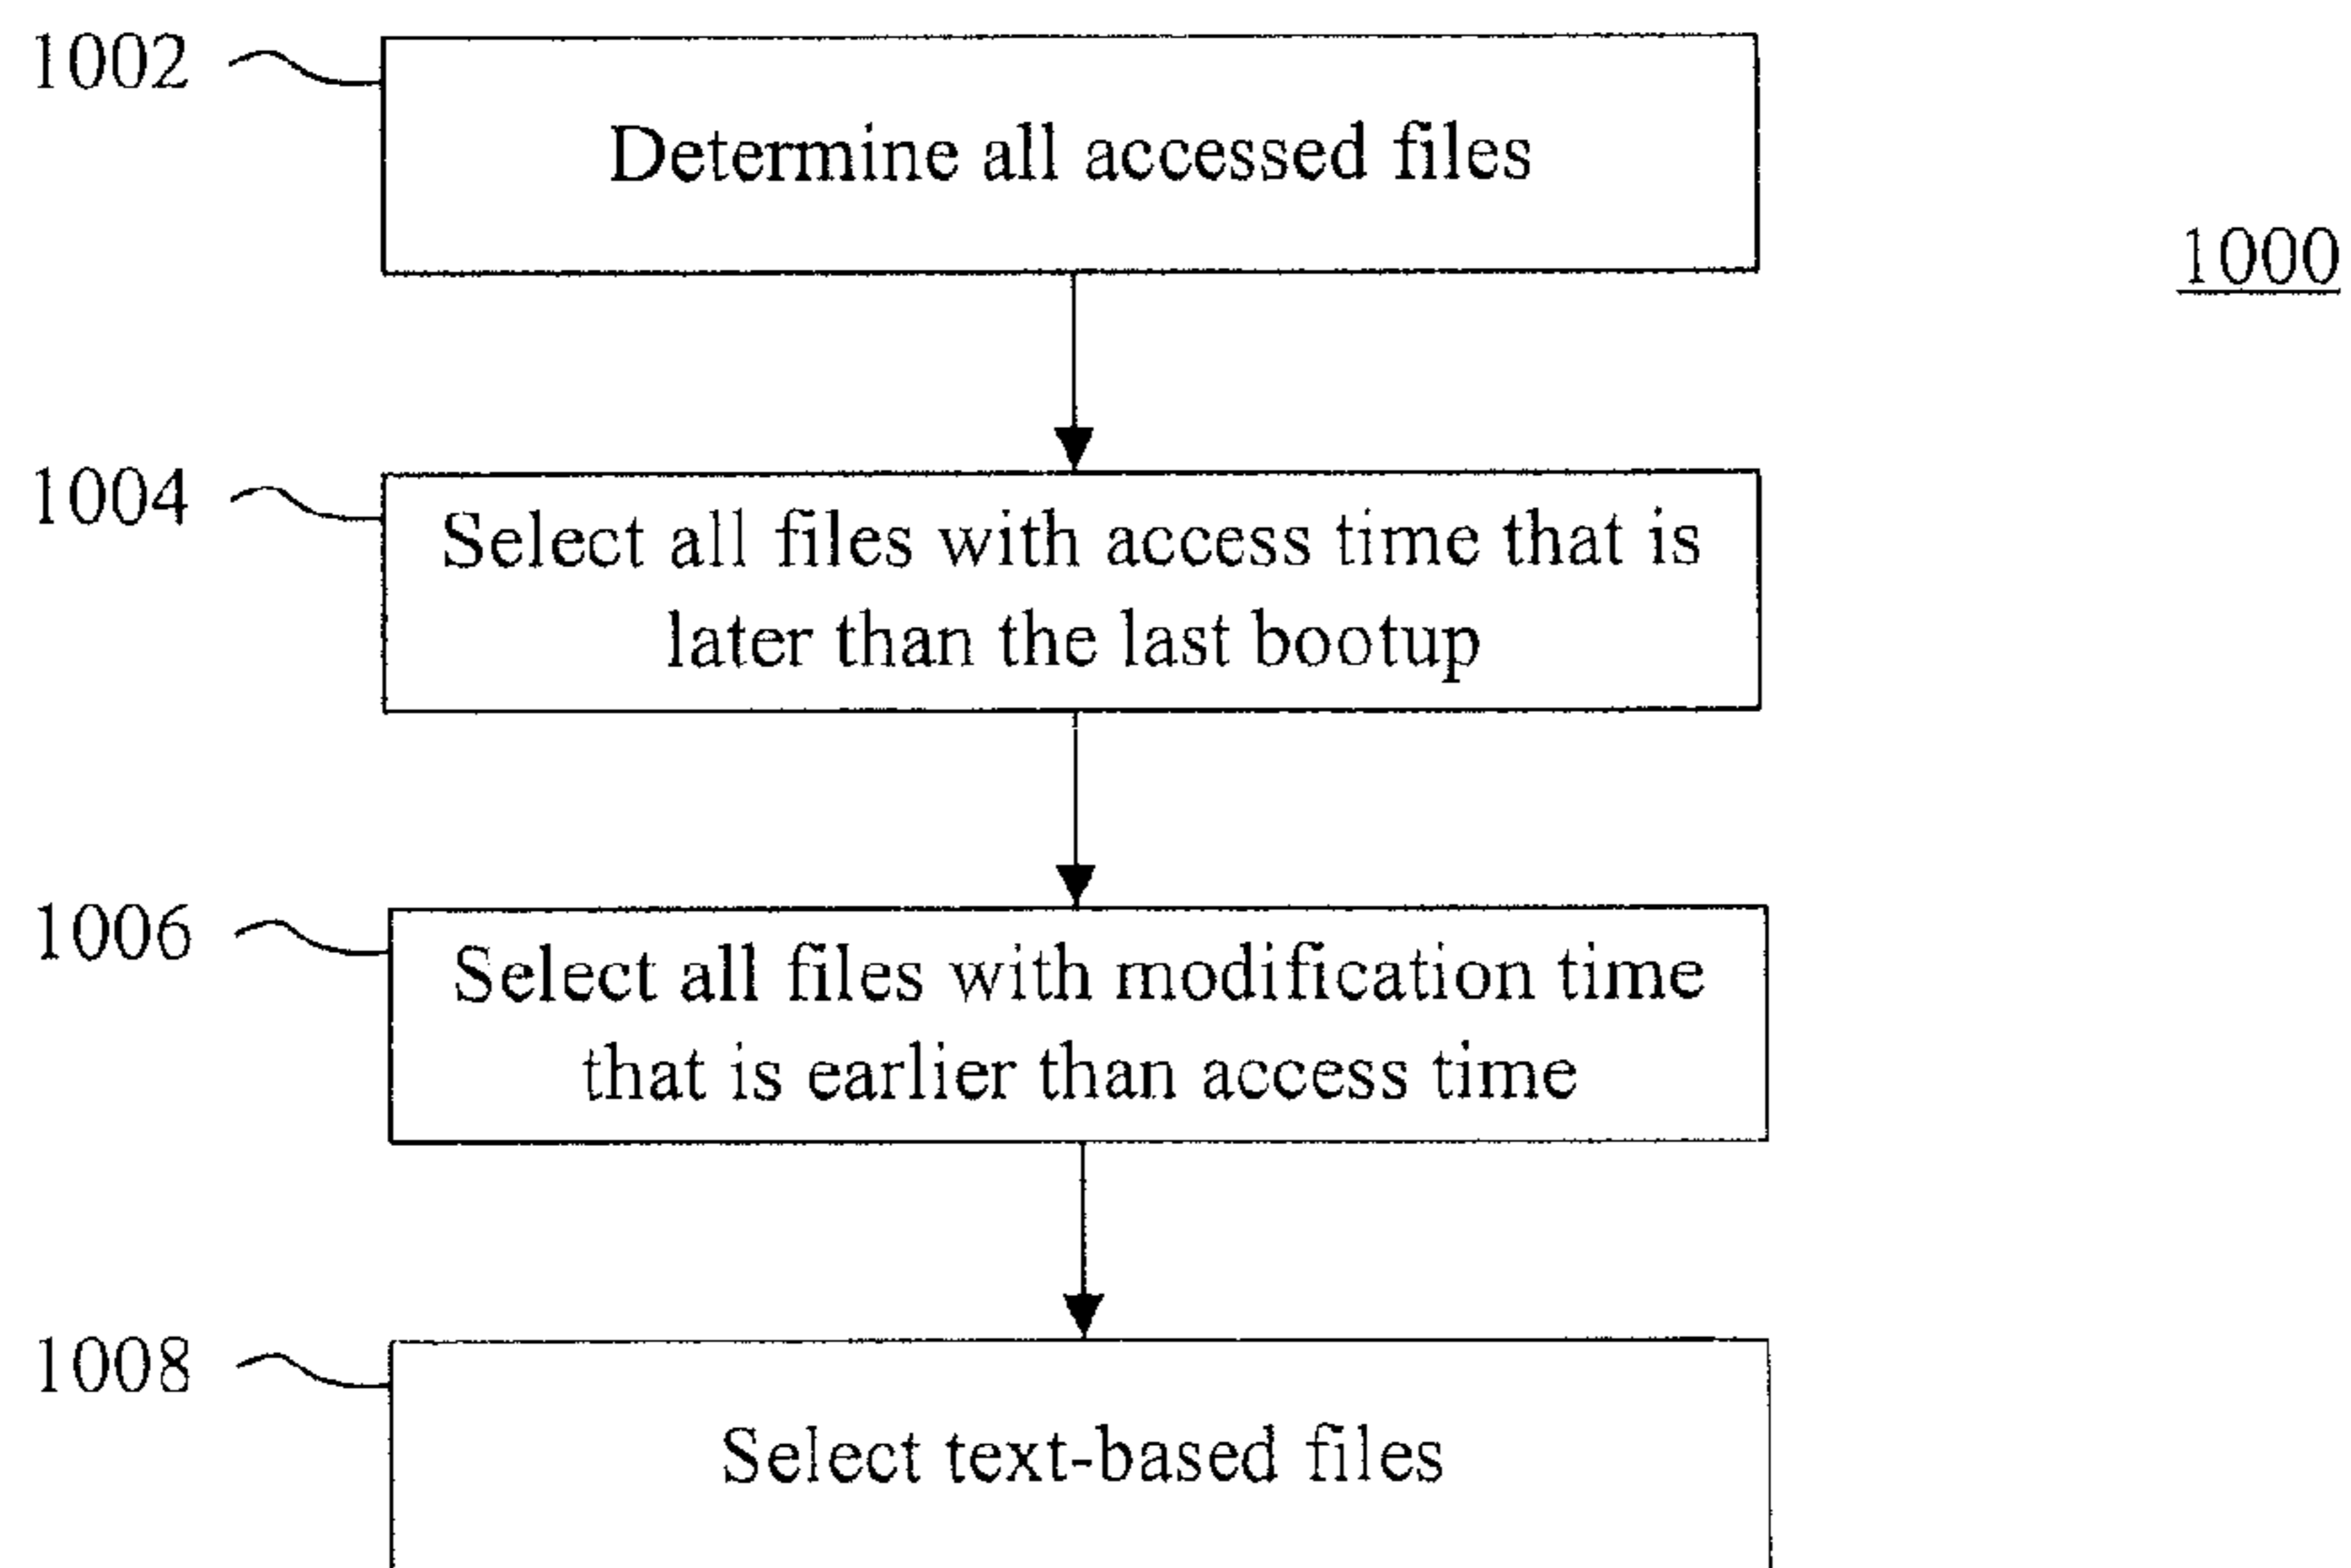 1002
Determine all accessed files
1000
1004
Select all files with access time that is
later than the last bootup
1006
Select all files with modification time
that is earlier than access time
1008
Select text-based files